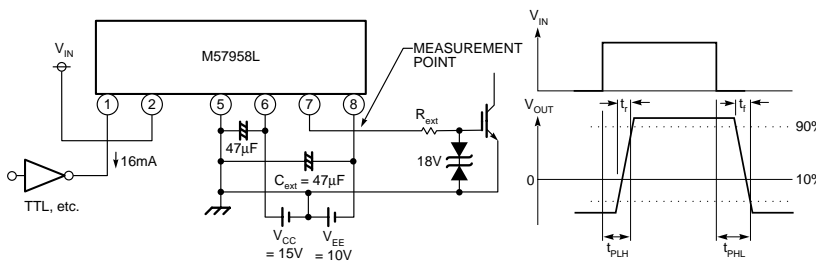 V_IN
M57958L
MEASUREMENT
POINT
1
2
5
6
7
8
16mA
47μF
C_ext = 47μF
R_ext
18V
TTL, etc.
V_CC
= 15V
V_EE
= 10V
V_IN
t_r
t_f
V_OUT
90%
0
10%
t_PLH
t_PHL